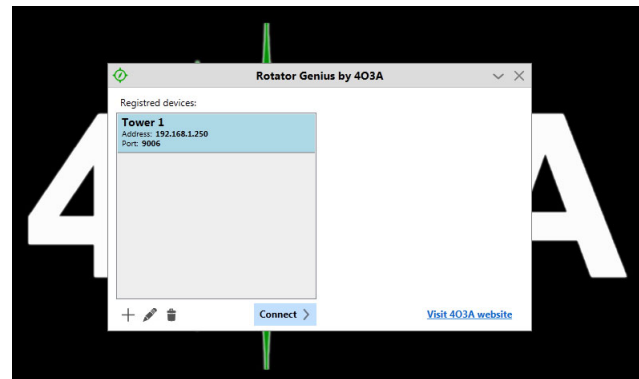 Rotator Genius by 4O3A
Registred devices:
Tower 1
Address: 192.168.1.250
Port: 9006
Connect
Visit 4O3A website
4
A